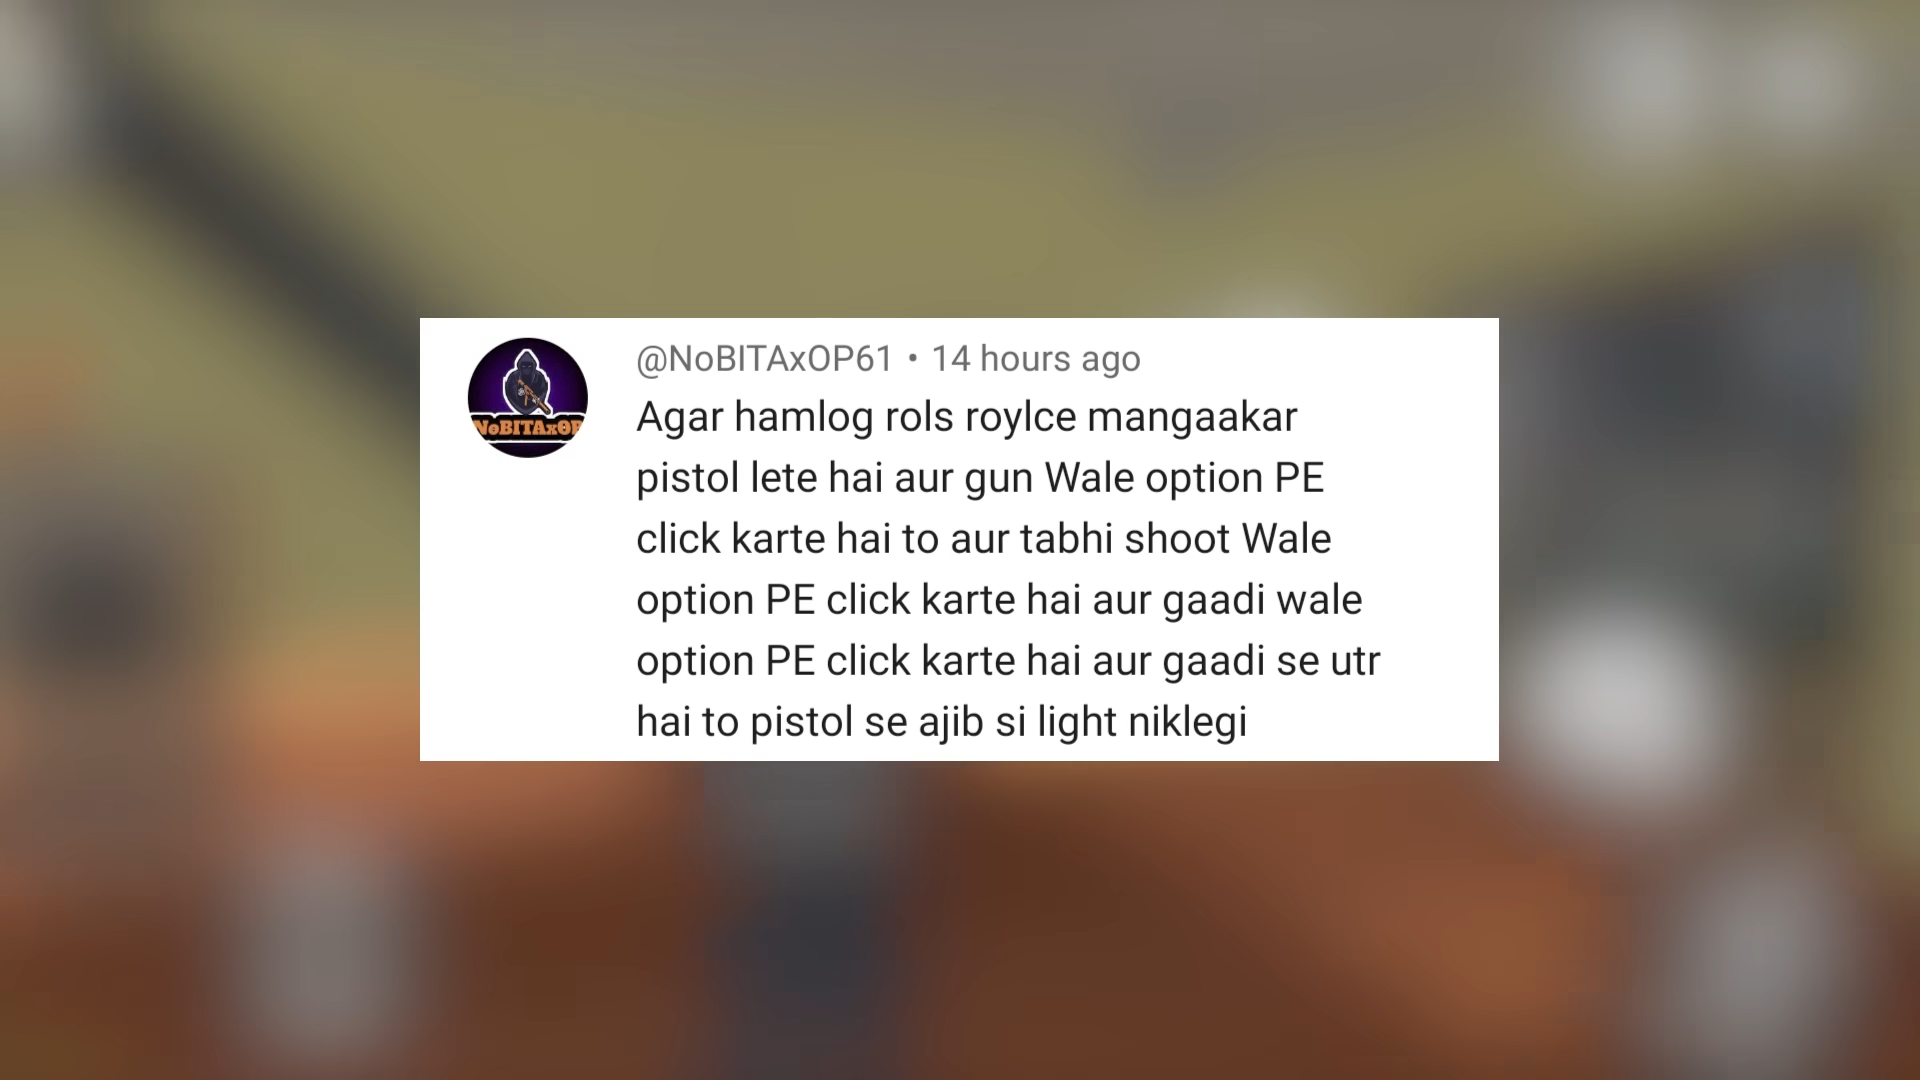 @NoBITAxOP61 • 14 hours ago
Agar hamlog rols roylce mangaakar
pistol lete hai aur gun Wale option PE
click karte hai to aur tabhi shoot Wale
option PE click karte hai aur gaadi wale
option PE click karte hai aur gaadi se utr
hai to pistol se ajib si light niklegi
NoBITAxOP